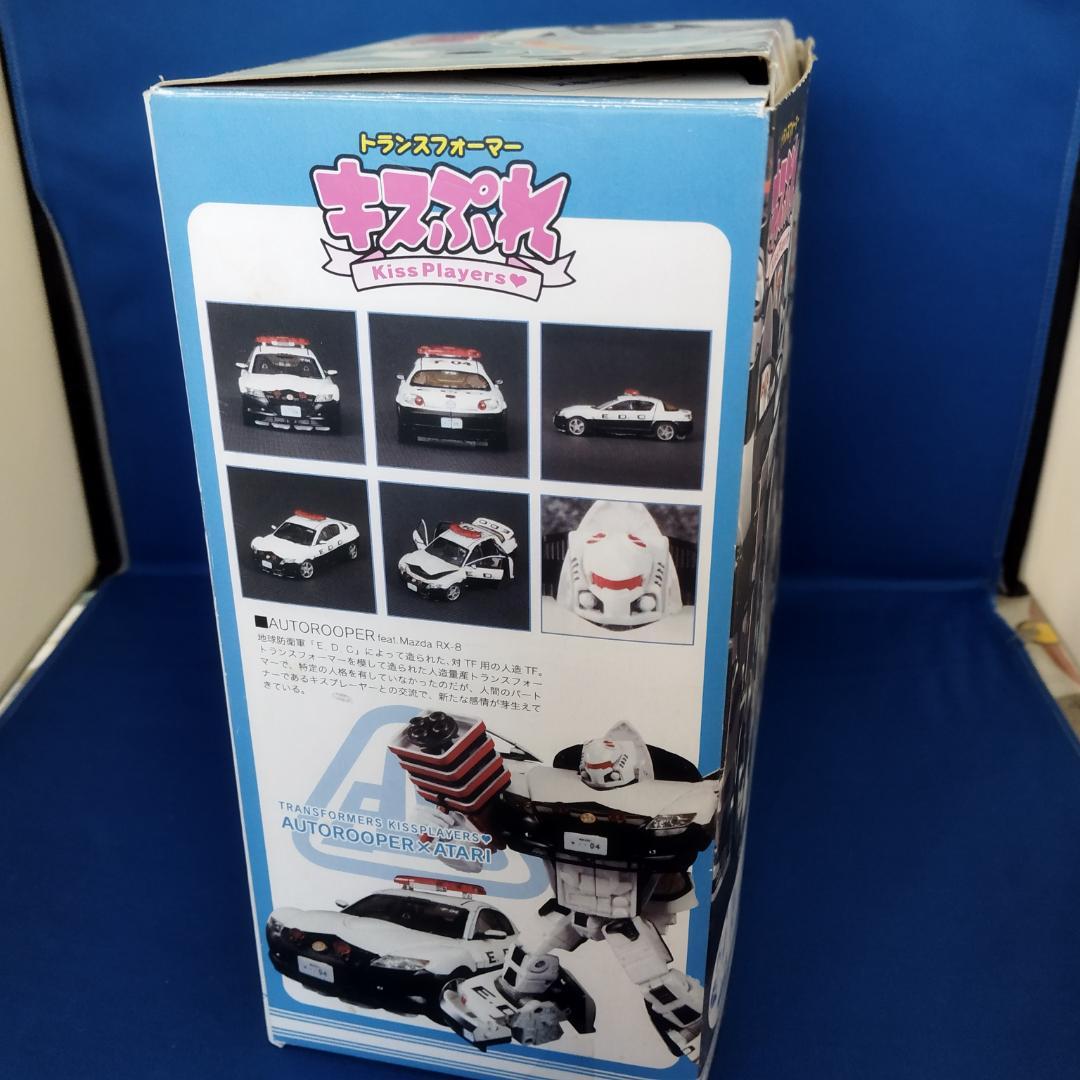 トランスフォーマー
キスぷれ
KissPlayers♥
■AUTOROOPER feat. Mazda RX-8
地球防衛軍「E.D.C」によって造られた、対TF用の人造TF。
トランスフォーマーを模して造られた人造量産トランスフォー
マーで、特定の人格を有していなかったのだが、人間のパート
ナーであるキスプレーヤーとの交流で、新たな感情が芽生えて
きている。
TRANSFORMERS KISSPLAYERS♥
AUTOROOPER×ATARI
04
04
E.D.C